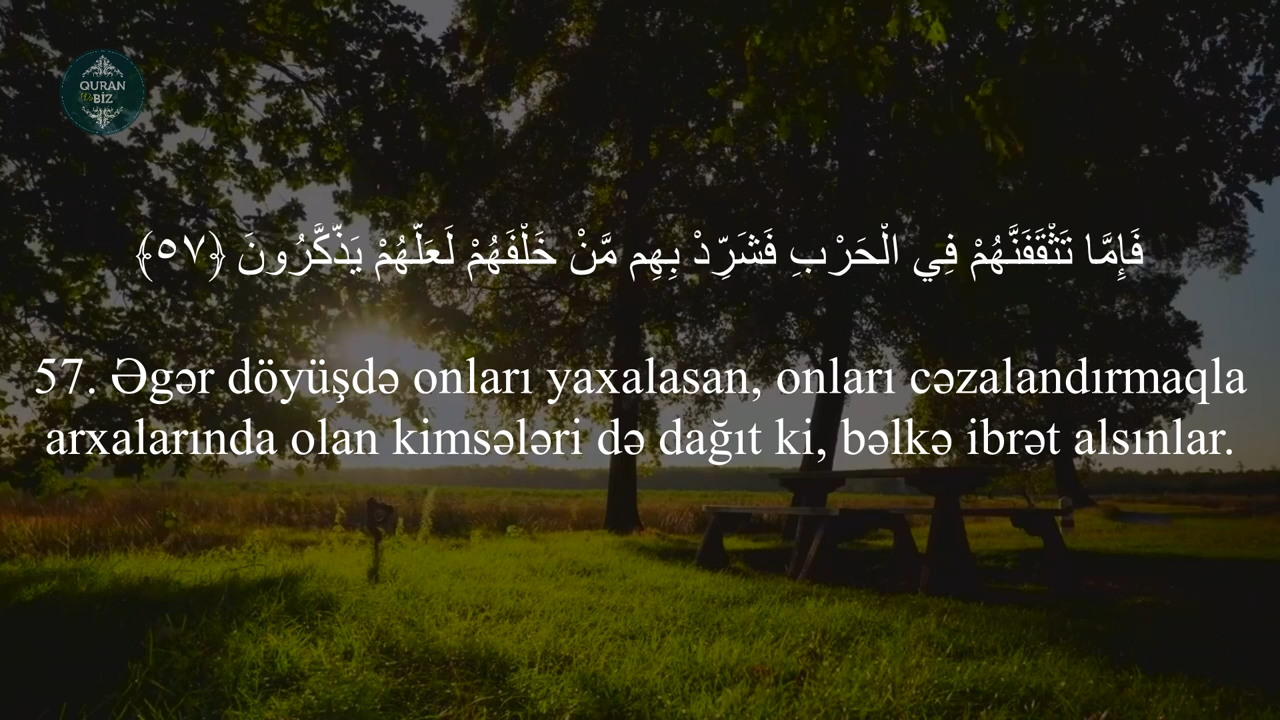 QURAN
BİZ
فَإِمَّا تَثْقَفَنَّهُمْ فِي الْحَرْبِ فَشَرِّدْ بِهِم مَّنْ خَلْفَهُمْ لَعَلَّهُمْ يَذَّكَّرُونَ ﴿٥٧﴾
57. Əgər döyüşdə onları yaxalasan, onları cəzalandırmaqla
arxalarında olan kimsələri də dağıt ki, bəlkə ibrət alsınlar.